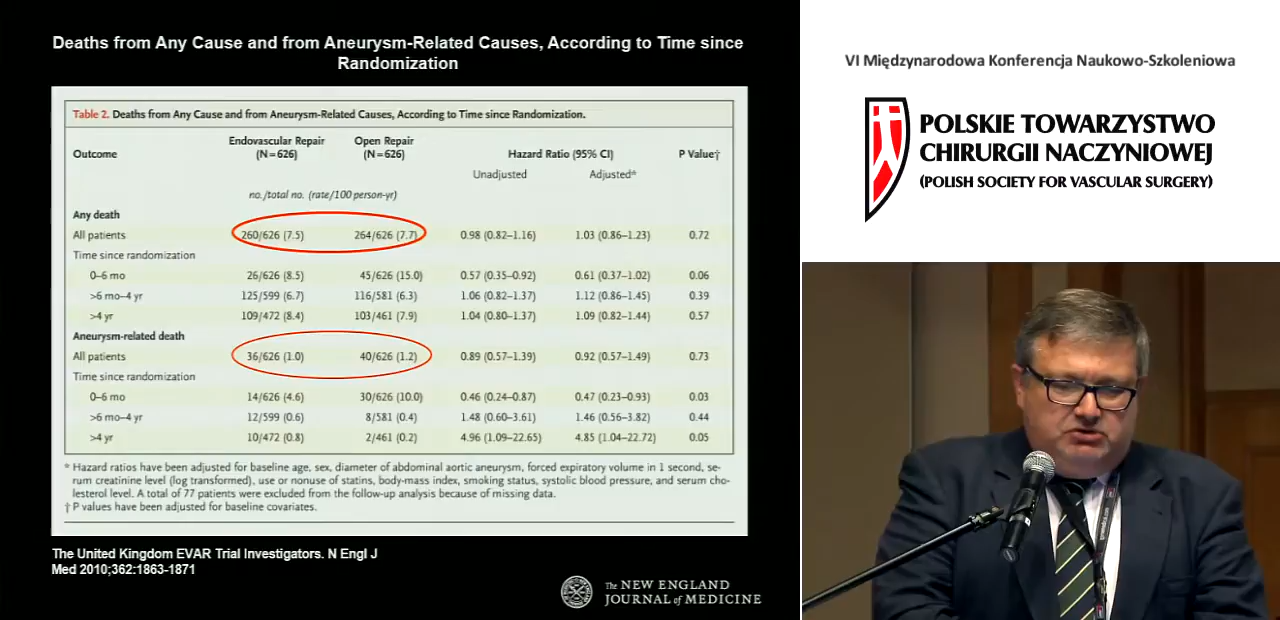 Deaths from Any Cause and from Aneurysm-Related Causes, According to Time since
Randomization
Table 2. Deaths from Any Cause and from Aneurysm-Related Causes, According to Time since Randomization.
Outcome Endovascular Repair (N=626) Open Repair (N=626) Hazard Ratio (95% CI) P Value†
Unadjusted Adjusted*
no./total no. (rate/100 person-yr)
Any death
All patients 260/626 (7.5) 264/626 (7.7) 0.98 (0.82–1.16) 1.03 (0.86–1.23) 0.72
Time since randomization
0–6 mo 26/626 (8.5) 45/626 (15.0) 0.57 (0.35–0.92) 0.61 (0.37–1.02) 0.06
>6 mo–4 yr 125/599 (6.7) 116/581 (6.3) 1.06 (0.82–1.37) 1.12 (0.86–1.45) 0.39
>4 yr 109/472 (8.4) 103/461 (7.9) 1.04 (0.80–1.37) 1.09 (0.82–1.44) 0.57
Aneurysm-related death
All patients 36/626 (1.0) 40/626 (1.2) 0.89 (0.57–1.39) 0.92 (0.57–1.49) 0.73
Time since randomization
0–6 mo 14/626 (4.6) 30/626 (10.0) 0.46 (0.24–0.87) 0.47 (0.23–0.93) 0.03
>6 mo–4 yr 12/599 (0.6) 8/581 (0.4) 1.48 (0.60–3.61) 1.46 (0.56–3.82) 0.44
>4 yr 10/472 (0.8) 2/461 (0.2) 4.96 (1.09–22.65) 4.85 (1.04–22.72) 0.05
* Hazard ratios have been adjusted for baseline age, sex, diameter of abdominal aortic aneurysm, forced expiratory volume in 1 second, se-
rum creatinine level (log transformed), use or nonuse of statins, body-mass index, smoking status, systolic blood pressure, and serum cho-
lesterol level. A total of 77 patients were excluded from the follow-up analysis because of missing data.
† P values have been adjusted for baseline covariates.
The United Kingdom EVAR Trial Investigators. N Engl J
Med 2010;362:1863-1871
The NEW ENGLAND
JOURNAL of MEDICINE
VI Międzynarodowa Konferencja Naukowo-Szkoleniowa
POLSKIE TOWARZYSTWO
CHIRURGII NACZYNIOWEJ
(POLISH SOCIETY FOR VASCULAR SURGERY)